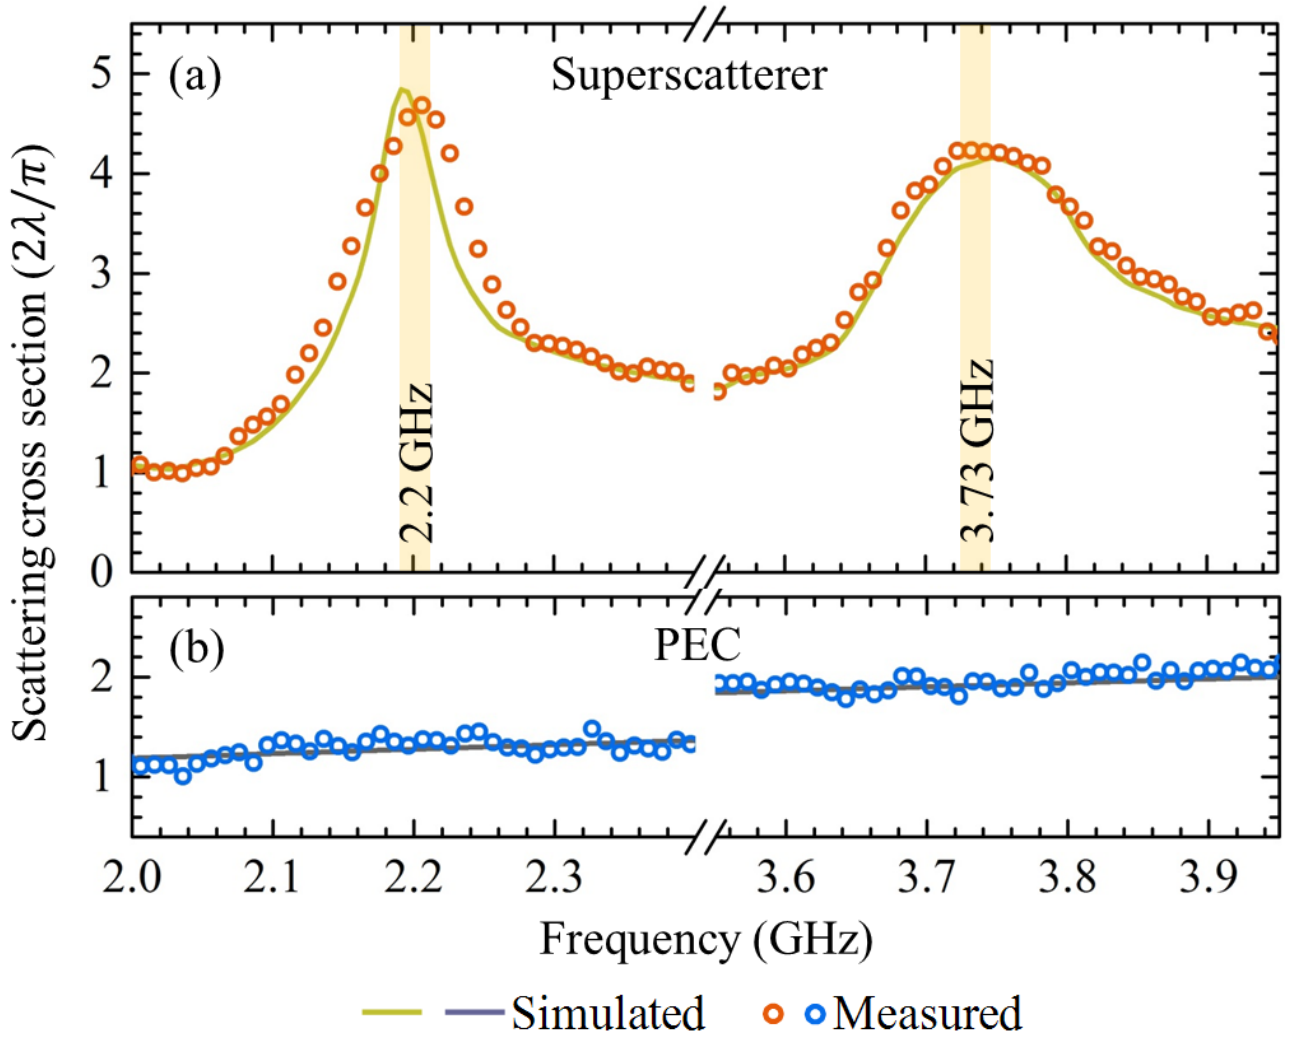 (a) Superscatterer
5
4
3
2
1
0
2.2 GHz
3.73 GHz
Scattering cross section (2λ/π)
(b) PEC
2
1
2.0 2.1 2.2 2.3 3.6 3.7 3.8 3.9
Frequency (GHz)
Simulated Measured